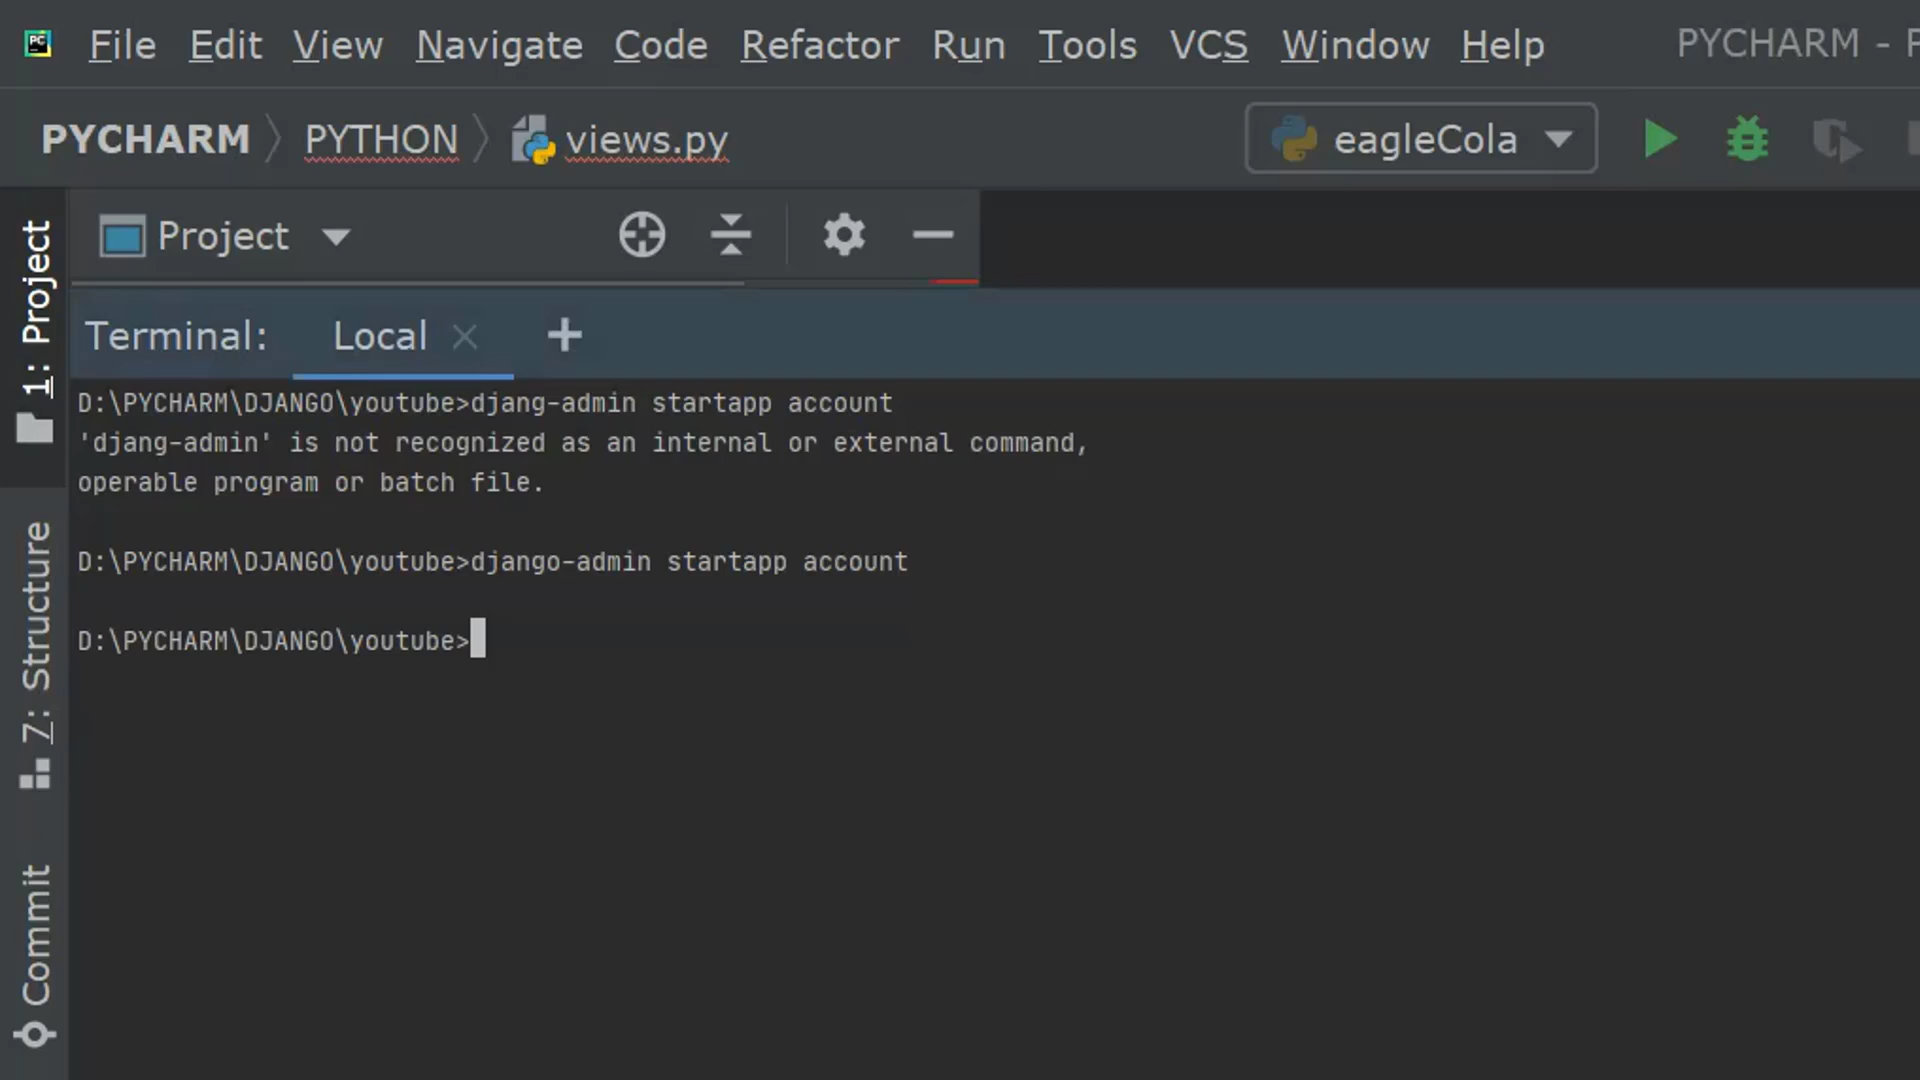 PC File Edit View Navigate Code Refactor Run Tools VCS Window Help PYCHARM -
PYCHARM PYTHON views.py eagleCola
Project
1: Project
Terminal: Local
D:\PYCHARM\DJANGO\youtube>djang-admin startapp account
'djang-admin' is not recognized as an internal or external command,
operable program or batch file.
D:\PYCHARM\DJANGO\youtube>django-admin startapp account
D:\PYCHARM\DJANGO\youtube>
7: Structure
Commit